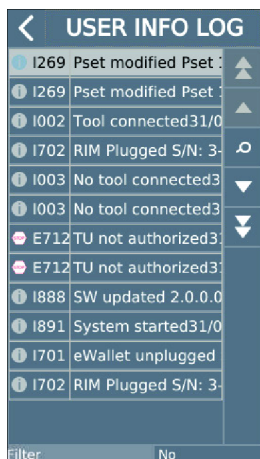 USER INFO LOG
I269 Pset modified Pset
I269 Pset modified Pset
I002 Tool connected31/0
I702 RIM Plugged S/N: 3-
I003 No tool connected3
I003 No tool connected3
E712 TU not authorized3
E712 TU not authorized3
I888 SW updated 2.0.0.0
I891 System started31/0
I701 eWallet unplugged
I702 RIM Plugged S/N: 3-
Filter No